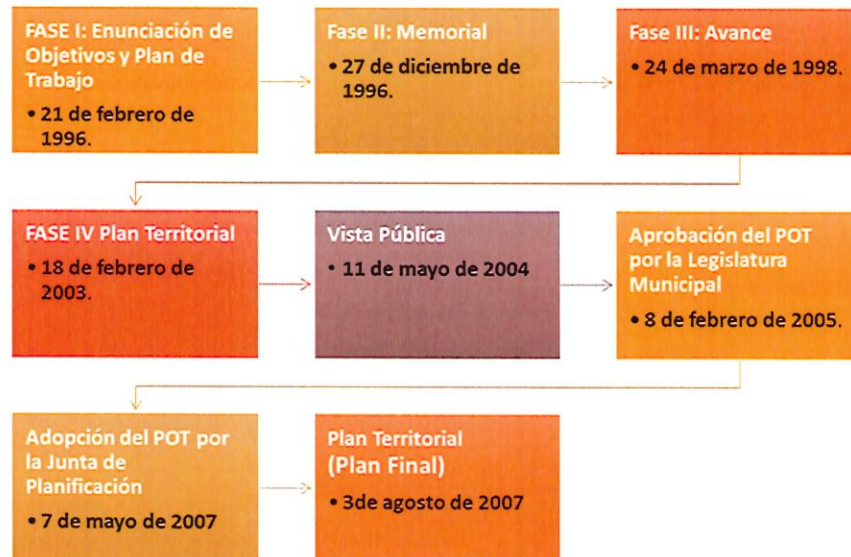 FASE I: Enunciación de
Objetivos y Plan de
Trabajo
• 21 de febrero de
1996.
Fase II: Memorial
• 27 de diciembre de
1996.
Fase III: Avance
• 24 de marzo de 1998.
FASE IV Plan Territorial
• 18 de febrero de
2003.
Vista Pública
• 11 de mayo de 2004
Aprobación del POT
por la Legislatura
Municipal
• 8 de febrero de 2005.
Adopción del POT por
la Junta de
Planificación
• 7 de mayo de 2007
Plan Territorial
(Plan Final)
• 3de agosto de 2007